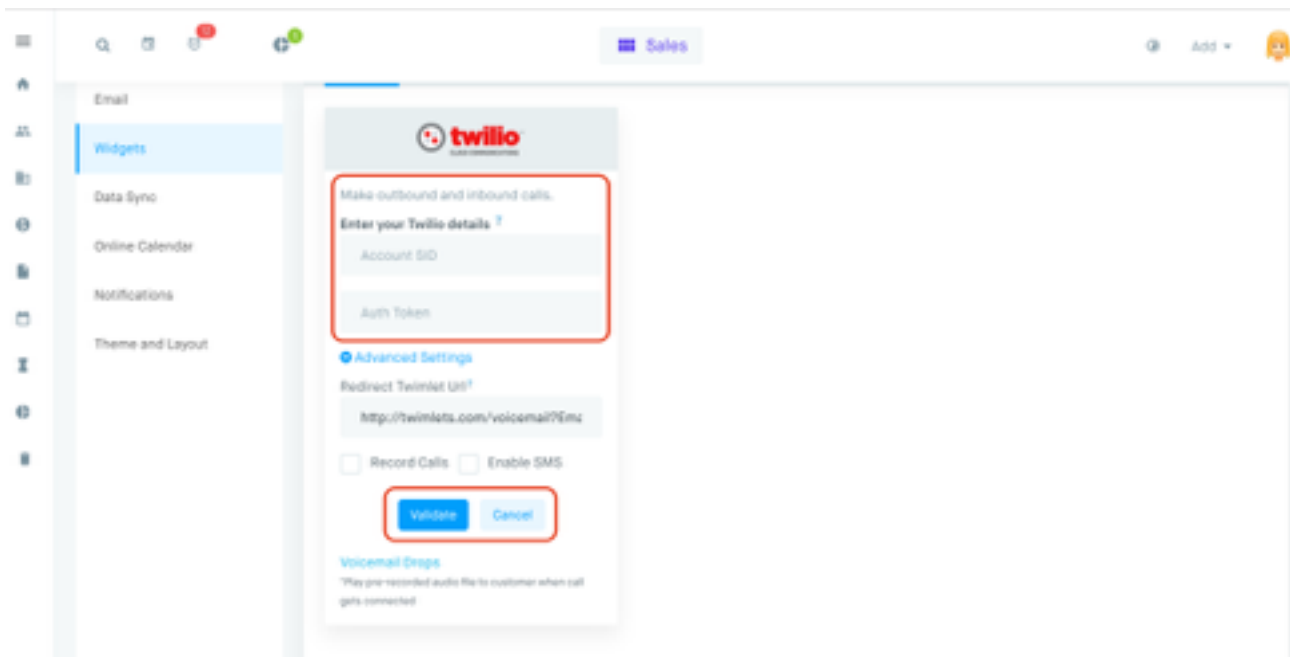 Sales
Add
Email
Widgets
Data Sync
Online Calendar
Notifications
Theme and Layout
twilio
Make outbound and inbound calls.
Enter your Twilio details ?
Account SID
Auth Token
Advanced Settings
Redirect Twimlet Url?
http://twimlets.com/voicemail?Ema
Record Calls Enable SMS
Validate Cancel
Voicemail Drops
*Play pre-recorded audio file to customer when call
gets connected